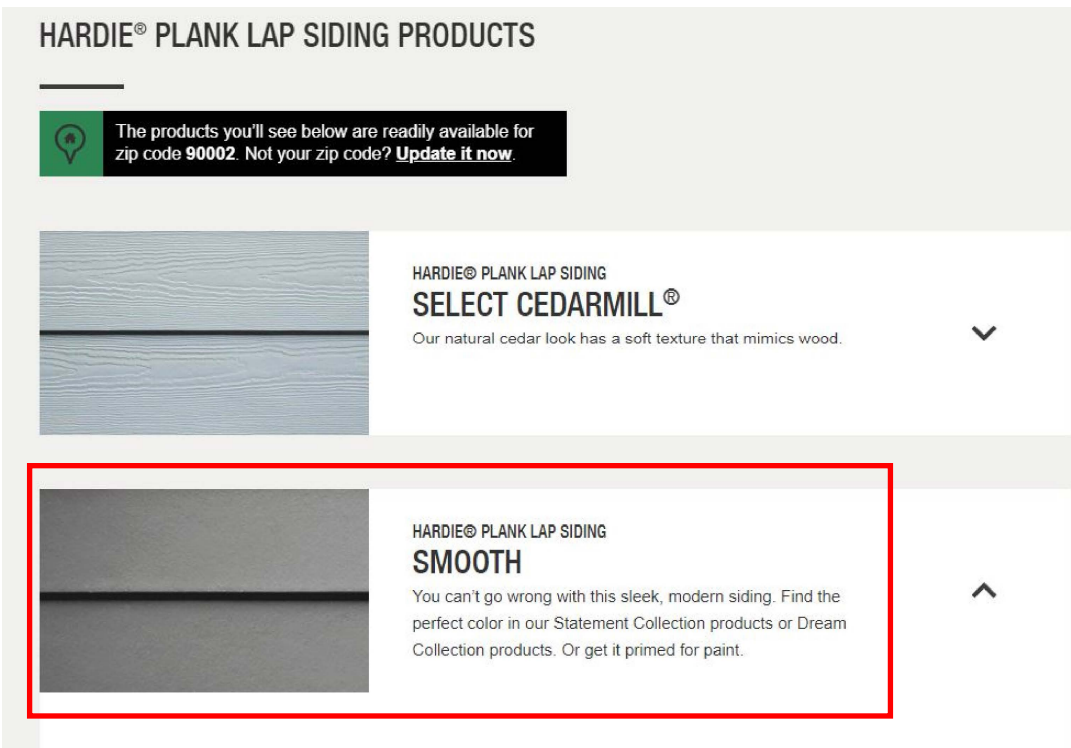 HARDIE® PLANK LAP SIDING PRODUCTS
The products you'll see below are readily available for
zip code 90002. Not your zip code? Update it now.
HARDIE® PLANK LAP SIDING
SELECT CEDARMILL®
Our natural cedar look has a soft texture that mimics wood.
HARDIE® PLANK LAP SIDING
SMOOTH
You can't go wrong with this sleek, modern siding. Find the
perfect color in our Statement Collection products or Dream
Collection products. Or get it primed for paint.